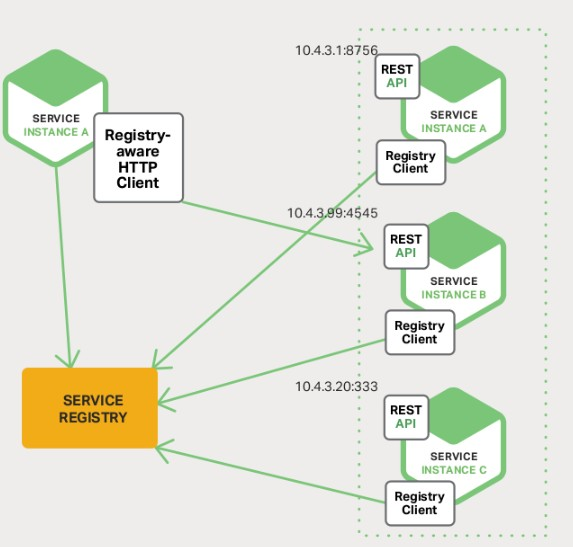 SERVICE
INSTANCE A
Registry-
aware
HTTP
Client
SERVICE
REGISTRY
10.4.3.1:8756
REST
API
SERVICE
INSTANCE A
Registry
Client
10.4.3.99:4545
REST
API
SERVICE
INSTANCE B
Registry
Client
10.4.3.20:333
REST
API
SERVICE
INSTANCE C
Registry
Client